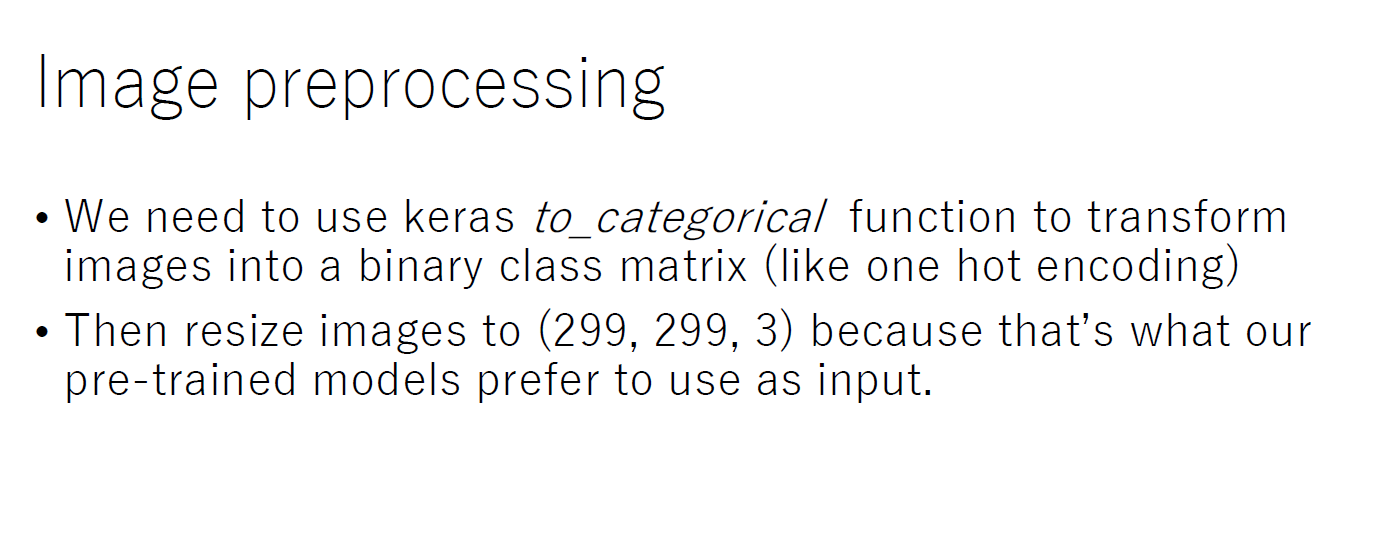 Image preprocessing
• We need to use keras to_categorical function to transform
images into a binary class matrix (like one hot encoding)
• Then resize images to (299, 299, 3) because that’s what our
pre-trained models prefer to use as input.